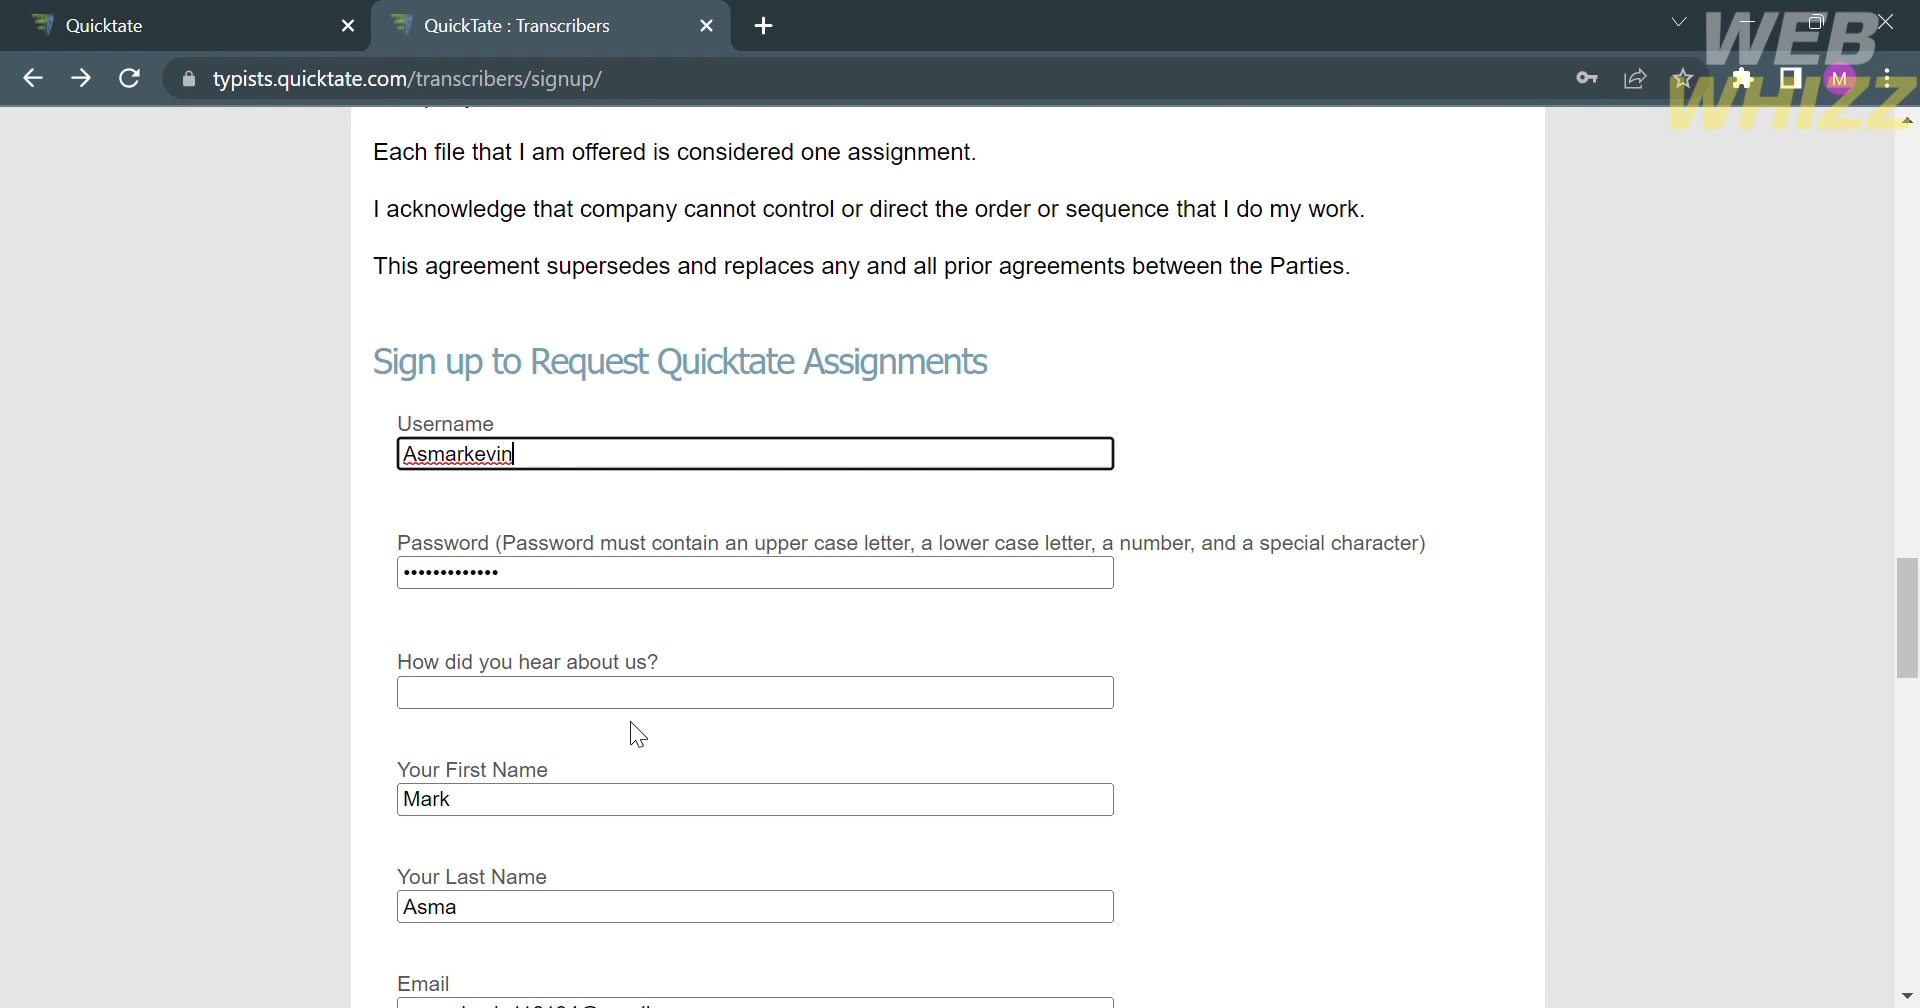 Quicktate
QuickTate : Transcribers
WEB
WHIZZ
typists.quicktate.com/transcribers/signup/
M
Each file that I am offered is considered one assignment.
I acknowledge that company cannot control or direct the order or sequence that I do my work.
This agreement supersedes and replaces any and all prior agreements between the Parties.
Sign up to Request Quicktate Assignments
Username
Asmarkevin
Password (Password must contain an upper case letter, a lower case letter, a number, and a special character)
•••••••••••••
How did you hear about us?
Your First Name
Mark
Your Last Name
Asma
Email